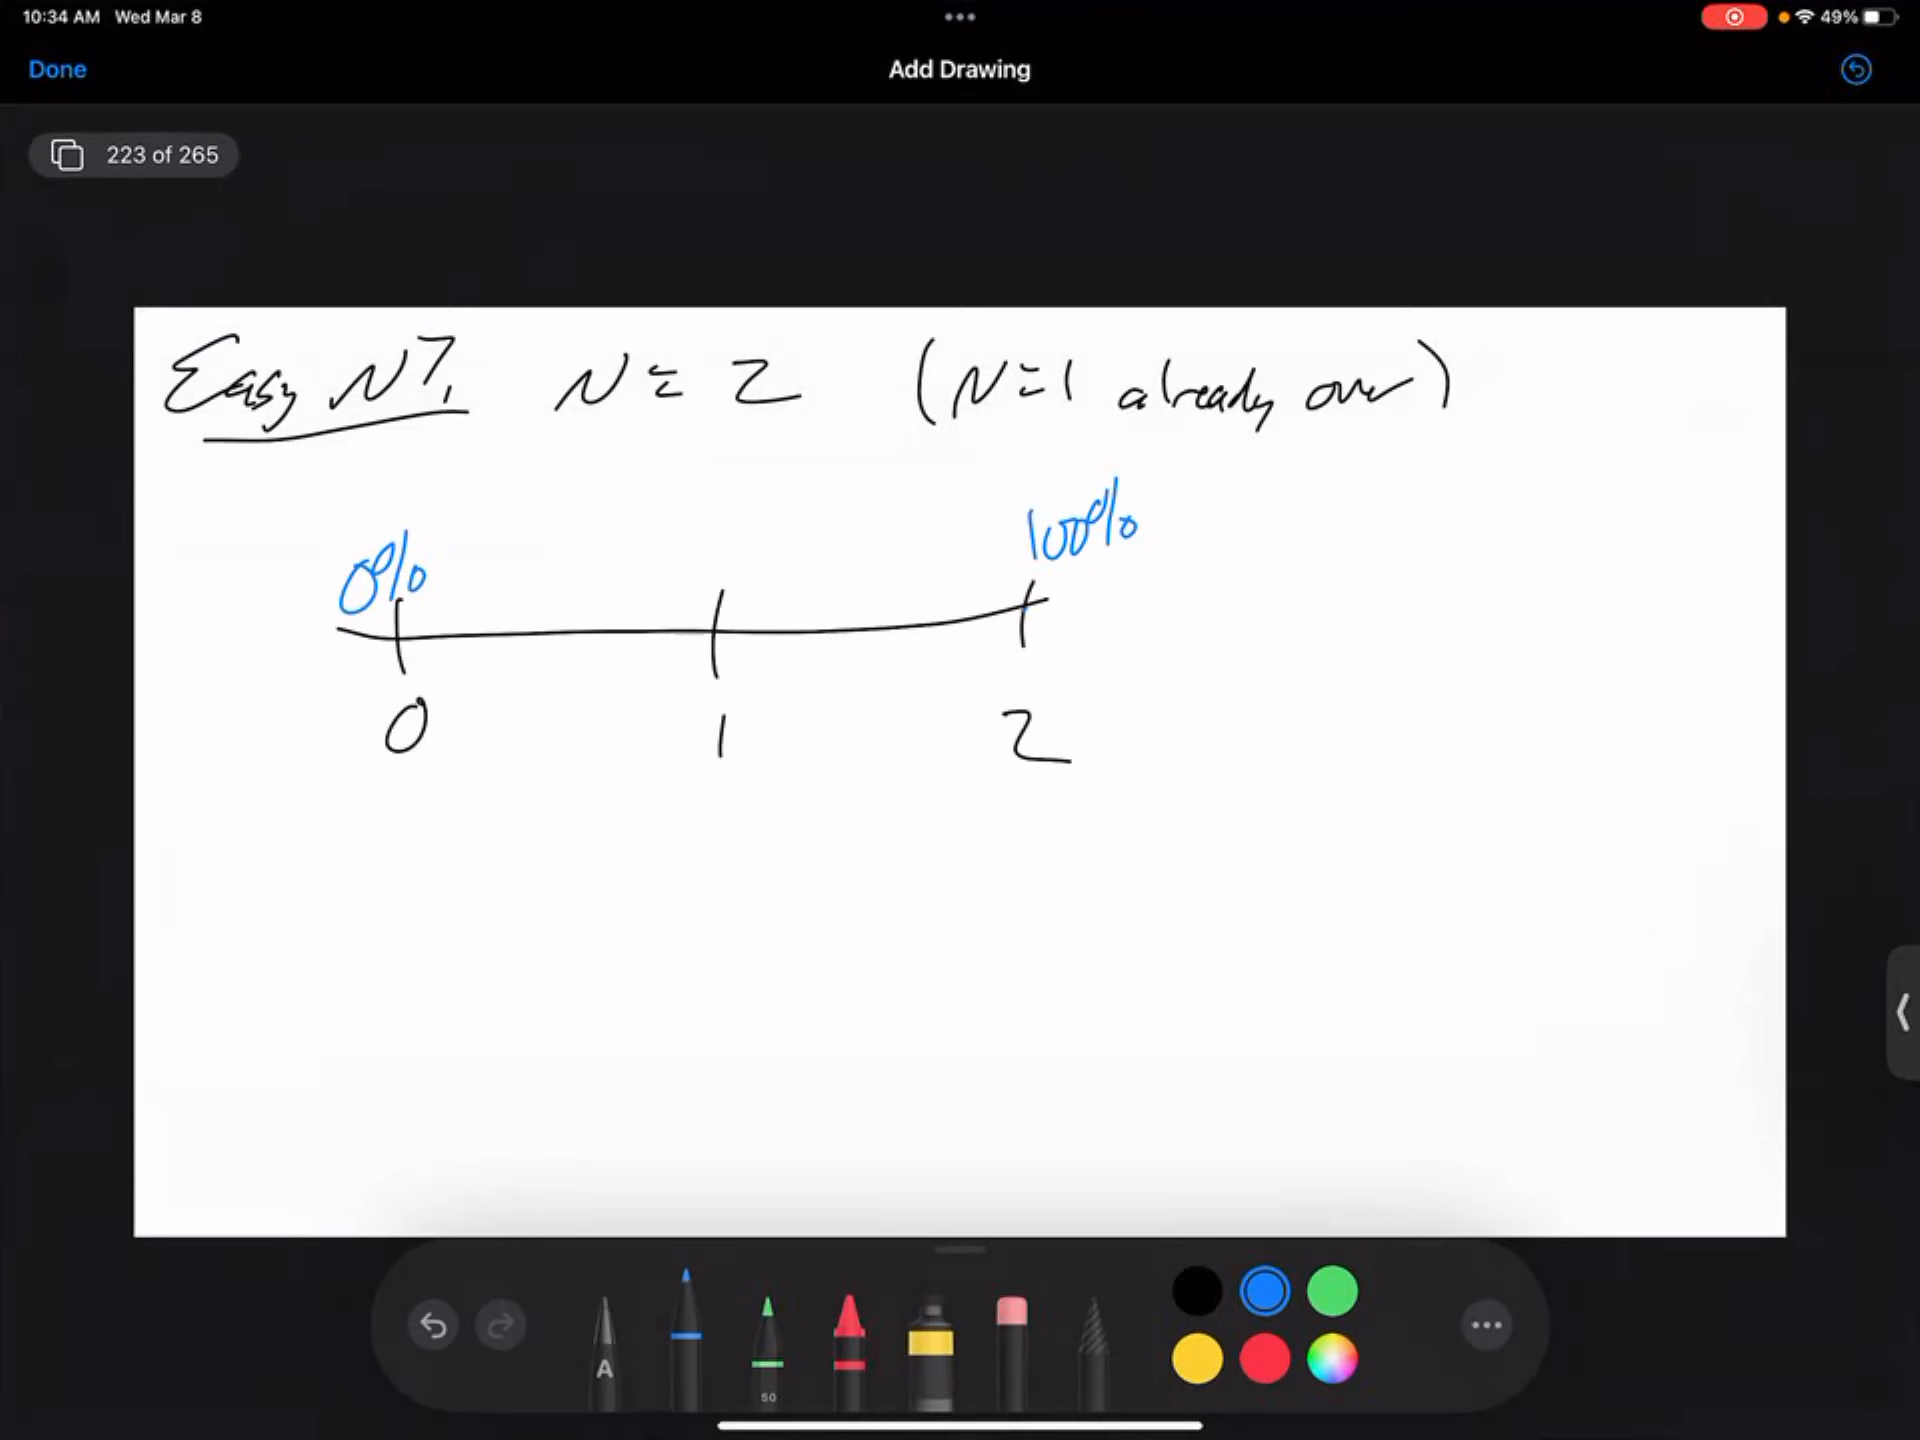 10:34 AM Wed Mar 8
49%
Done
Add Drawing
223 of 265
Easy N?. N = 2 (N=1 already over)
0% 100%
0 1 2
A
50